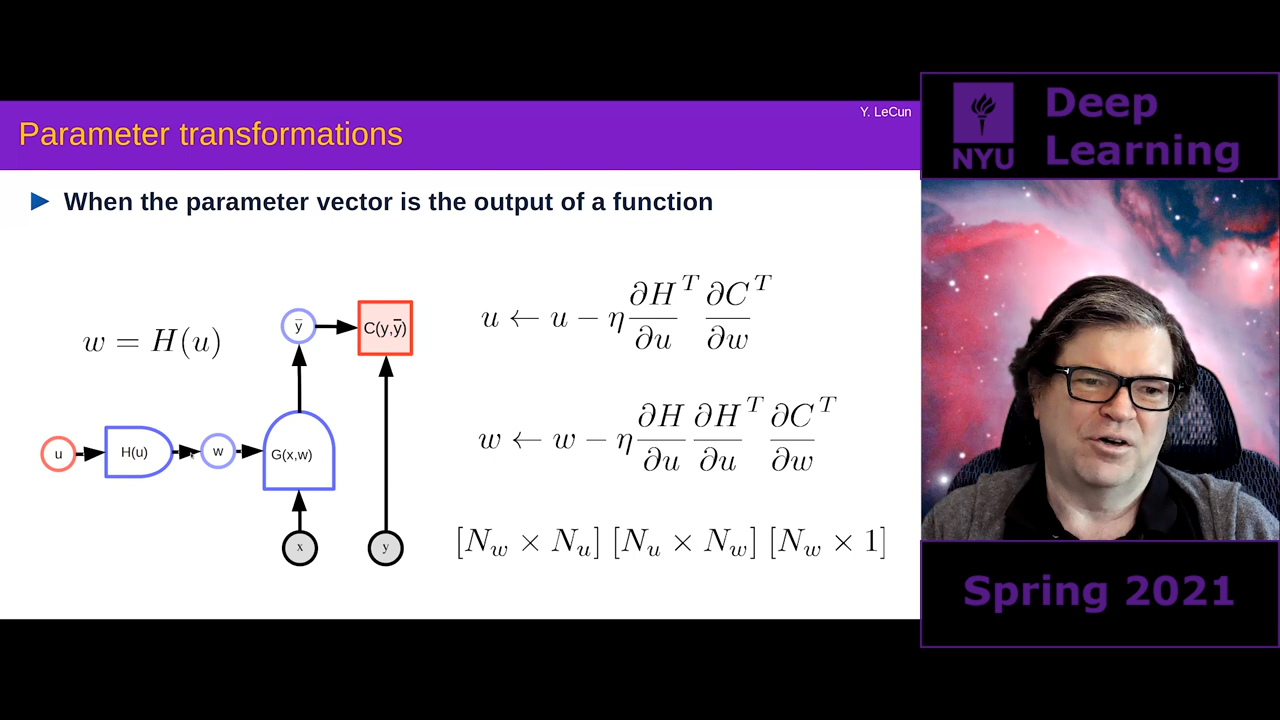 Y. LeCun
Parameter transformations
► When the parameter vector is the output of a function
w = H(u)
u
H(u)
w
G(x,w)
ȳ
C(y,ȳ)
x
y
u ← u − η ∂H/∂u^T ∂C/∂w^T
w ← w − η ∂H/∂u ∂H/∂u^T ∂C/∂w^T
[N_w × N_u] [N_u × N_w] [N_w × 1]
NYU
Deep
Learning
Spring 2021